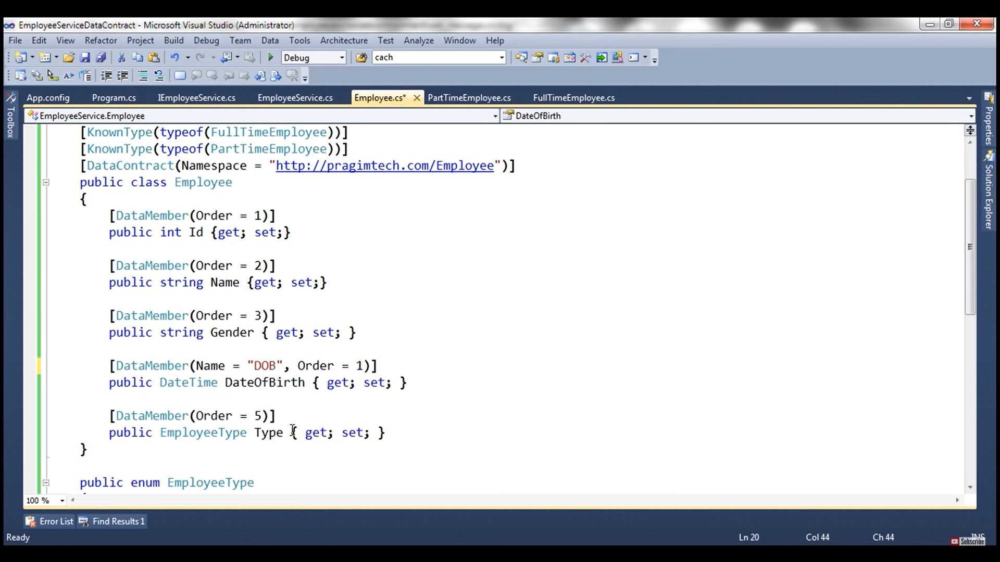 EmployeeServiceDataContract - Microsoft Visual Studio (Administrator)
File Edit View Refactor Project Build Debug Team Data Tools Architecture Test Analyze Window Help
Debug cach
App.config Program.cs IEmployeeService.cs EmployeeService.cs Employee.cs* PartTimeEmployee.cs FullTimeEmployee.cs
Toolbox
Properties
Solution Explorer
EmployeeService.Employee DateOfBirth
[KnownType(typeof(FullTimeEmployee))]
[KnownType(typeof(PartTimeEmployee))]
[DataContract(Namespace = "http://pragimtech.com/Employee")]
public class Employee
{
[DataMember(Order = 1)]
public int Id {get; set;}
[DataMember(Order = 2)]
public string Name {get; set;}
[DataMember(Order = 3)]
public string Gender { get; set; }
[DataMember(Name = "DOB", Order = 1)]
public DateTime DateOfBirth { get; set; }
[DataMember(Order = 5)]
public EmployeeType Type { get; set; }
}
public enum EmployeeType
100 %
Error List Find Results 1
Ready Ln 20 Col 44 Ch 44 INS
Subscribe